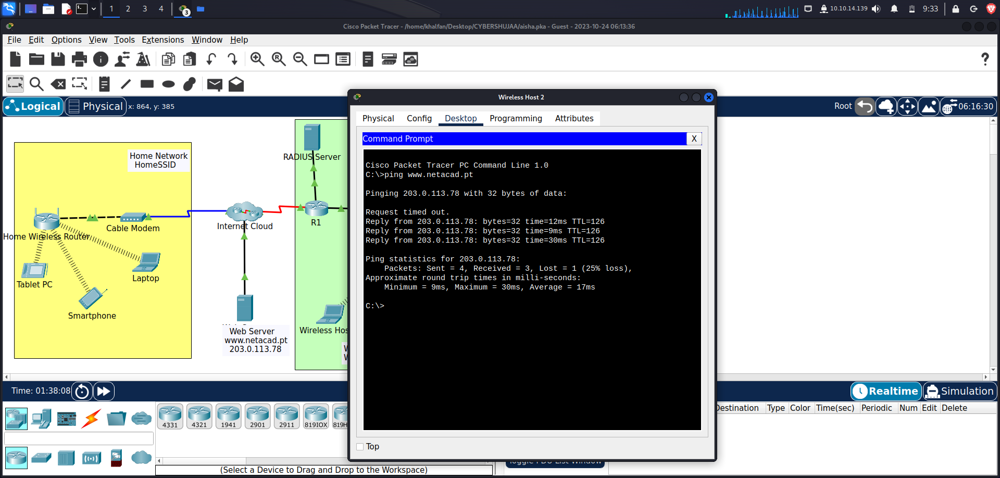 1 2 3 4
3
10.10.14.139
9:33
Cisco Packet Tracer - /home/khalfan/Desktop/CYBERSHUJAA/aisha.pka - Guest - 2023-10-24 06:13:36
File Edit Options View Tools Extensions Window Help
Logical
Physical
x: 864, y: 385
Root
06:16:30
Home Network
HomeSSID
Home Wireless Router
Cable Modem
Tablet PC
Laptop
Smartphone
Internet Cloud
Web Server
www.netacad.pt
203.0.113.78
RADIUS Server
R1
Wireless Hos
Wireless Host 2
Physical Config Desktop Programming Attributes
Command Prompt
X
Cisco Packet Tracer PC Command Line 1.0
C:\>ping www.netacad.pt
Pinging 203.0.113.78 with 32 bytes of data:
Request timed out.
Reply from 203.0.113.78: bytes=32 time=12ms TTL=126
Reply from 203.0.113.78: bytes=32 time=9ms TTL=126
Reply from 203.0.113.78: bytes=32 time=30ms TTL=126
Ping statistics for 203.0.113.78:
Packets: Sent = 4, Received = 3, Lost = 1 (25% loss),
Approximate round trip times in milli-seconds:
Minimum = 9ms, Maximum = 30ms, Average = 17ms
C:\>
Top
Time: 01:38:08
Realtime
Simulation
4331 4321 1941 2901 2911 819IOX 819H
Destination Type Color Time(sec) Periodic Num Edit Delete
Toggle PDU List Window
(Select a Device to Drag and Drop to the Workspace)